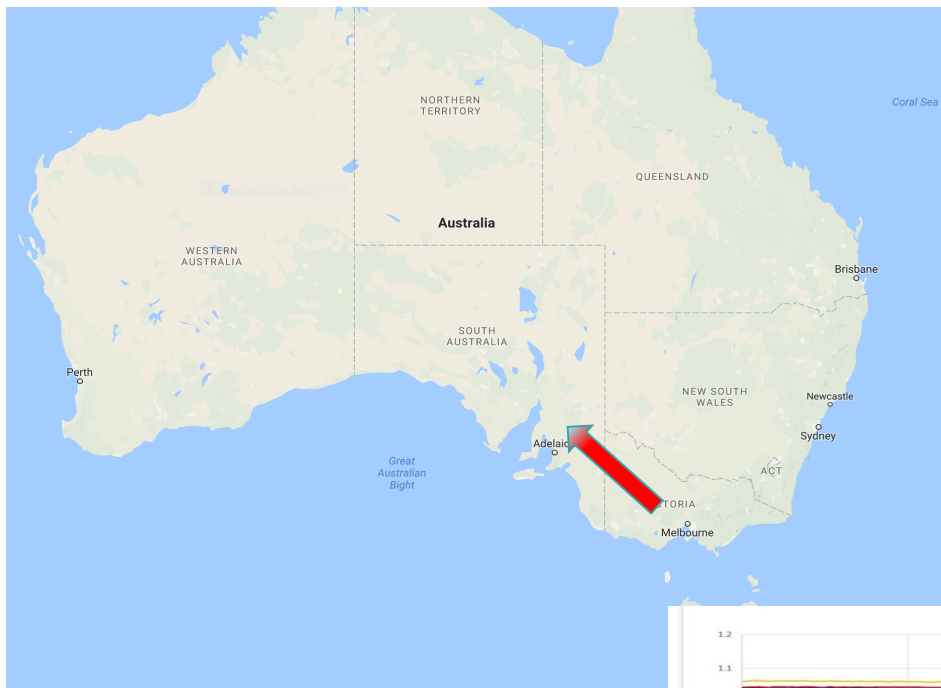 NORTHERN
TERRITORY
Coral Sea
QUEENSLAND
Australia
WESTERN
AUSTRALIA
Brisbane
SOUTH
AUSTRALIA
Perth
NEW SOUTH
WALES
Newcastle
Sydney
Adelaid
Great
Australian
Bight
ACT
TORIA
Melbourne
1.2
1.1